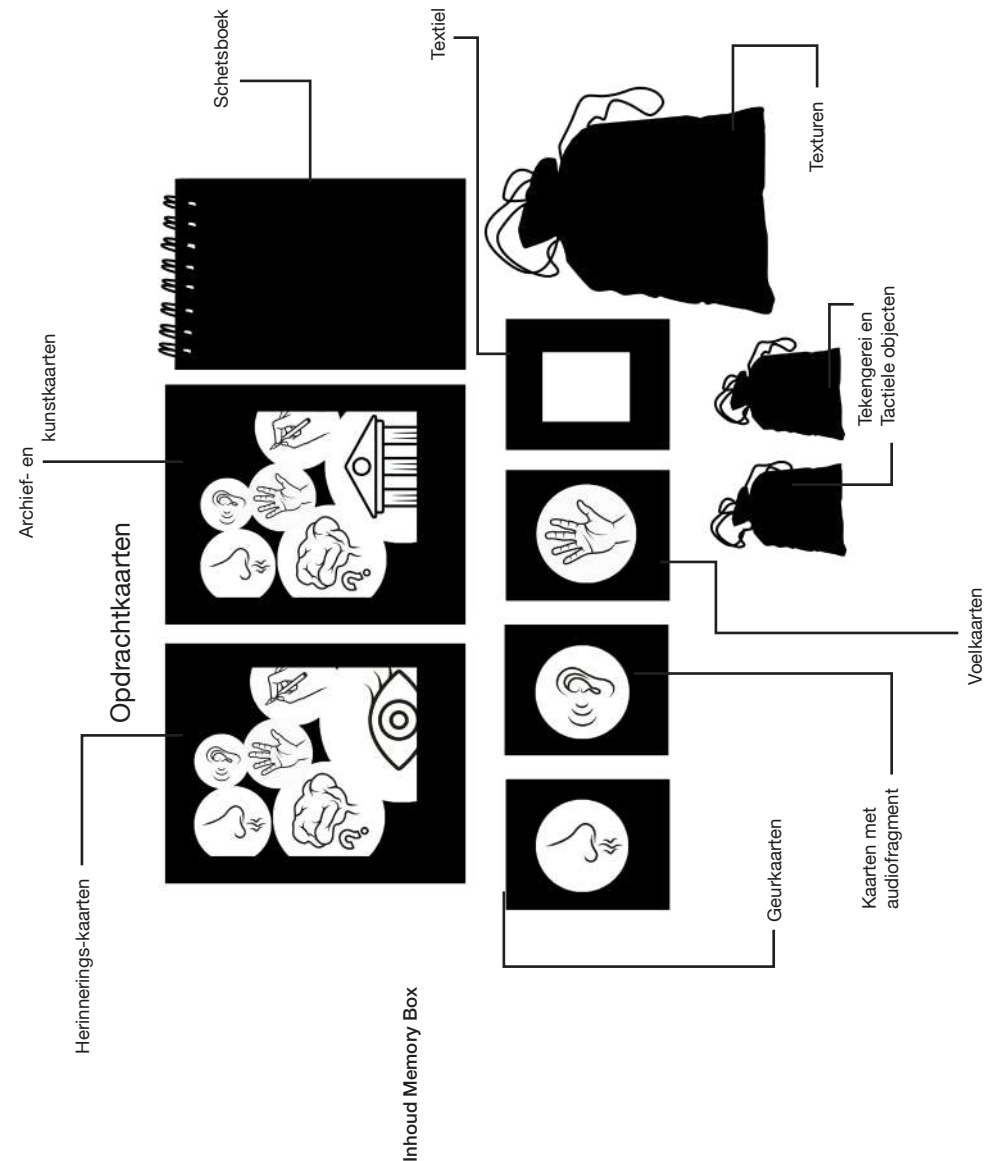 Inhoud Memory Box
Opdrachtkaarten
Herinnerings-kaarten
Archief- en
kunstkaarten
Schetsboek
Textiel
Geurkaarten
Kaarten met
audiofragment
Voelkaarten
Tekengerei en
Tactiele objecten
Texturen